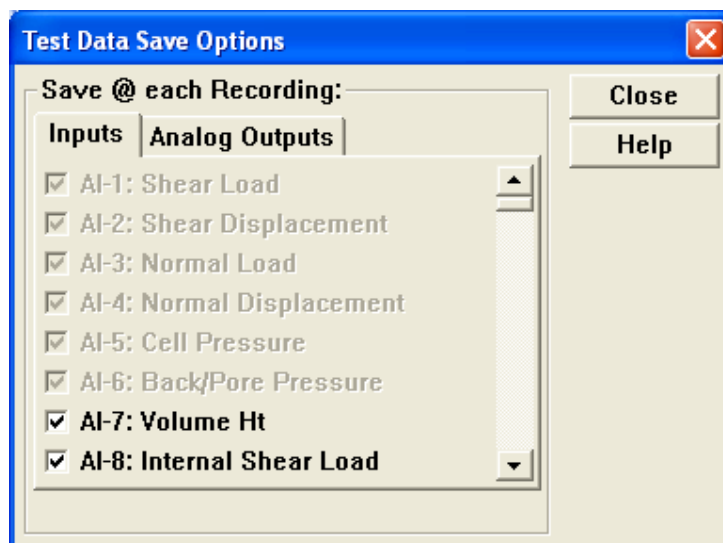 Test Data Save Options
Save @ each Recording:
Close
Inputs
Analog Outputs
Help
AI-1: Shear Load
AI-2: Shear Displacement
AI-3: Normal Load
AI-4: Normal Displacement
AI-5: Cell Pressure
AI-6: Back/Pore Pressure
AI-7: Volume Ht
AI-8: Internal Shear Load